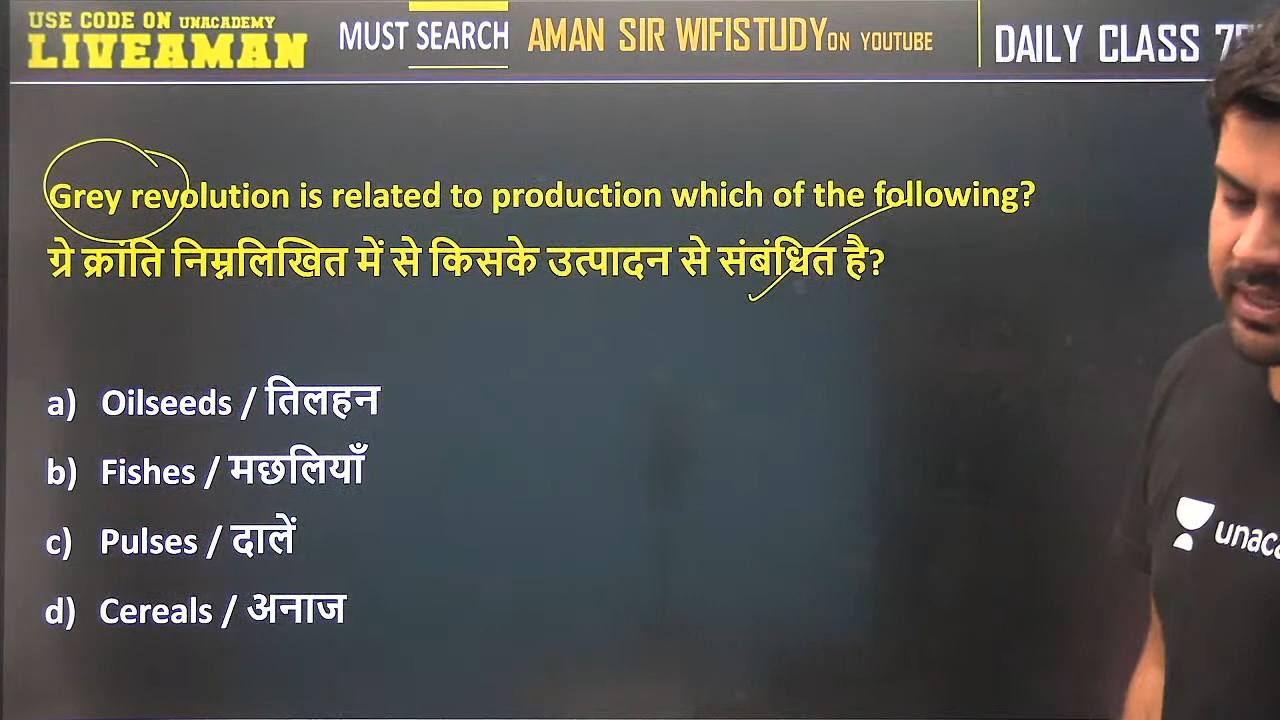 USE CODE ON UNACADEMY
LIVEAMAN
MUST SEARCH AMAN SIR WIFISTUDY ON YOUTUBE
DAILY CLASS
Grey revolution is related to production which of the following?
ग्रे क्रांति निम्नलिखित में से किसके उत्पादन से संबंधित है?
a) Oilseeds / तिलहन
b) Fishes / मछलियाँ
c) Pulses / दालें
d) Cereals / अनाज